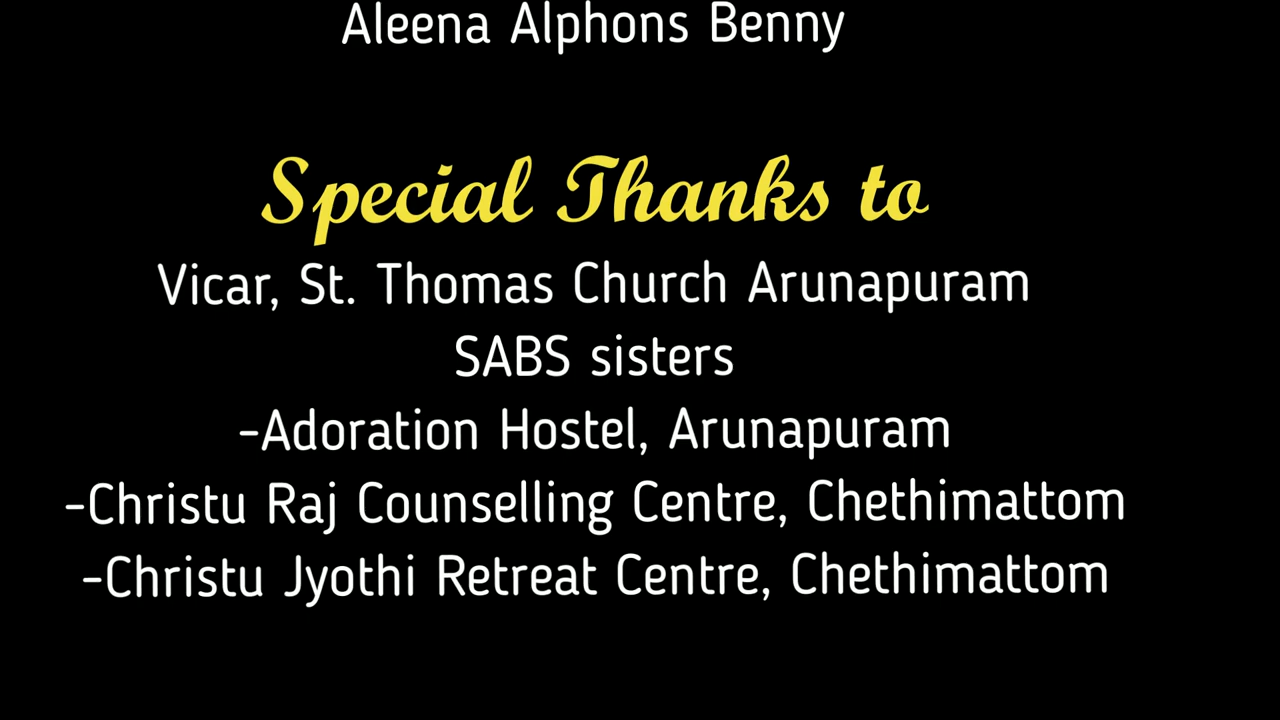 Aleena Alphons Benny
Special Thanks to
Vicar, St. Thomas Church Arunapuram
SABS sisters
-Adoration Hostel, Arunapuram
-Christu Raj Counselling Centre, Chethimattom
-Christu Jyothi Retreat Centre, Chethimattom